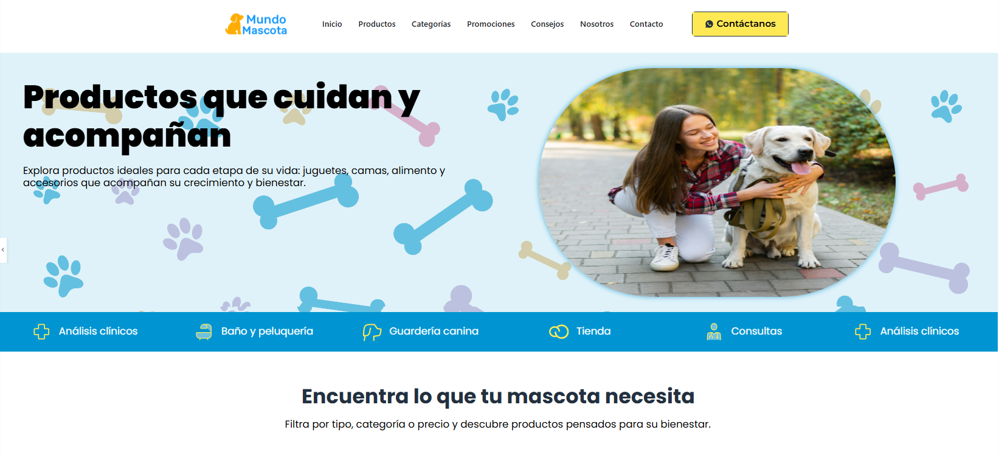 Mundo
Mascota
Inicio
Productos
Categorías
Promociones
Consejos
Nosotros
Contacto
Contáctanos
Productos que cuidan y
acompañan
Explora productos ideales para cada etapa de su vida: juguetes, camas, alimento y
accesorios que acompañan su crecimiento y bienestar.
Análisis clínicos
Baño y peluquería
Guardería canina
Tienda
Consultas
Análisis clínicos
Encuentra lo que tu mascota necesita
Filtra por tipo, categoría o precio y descubre productos pensados para su bienestar.